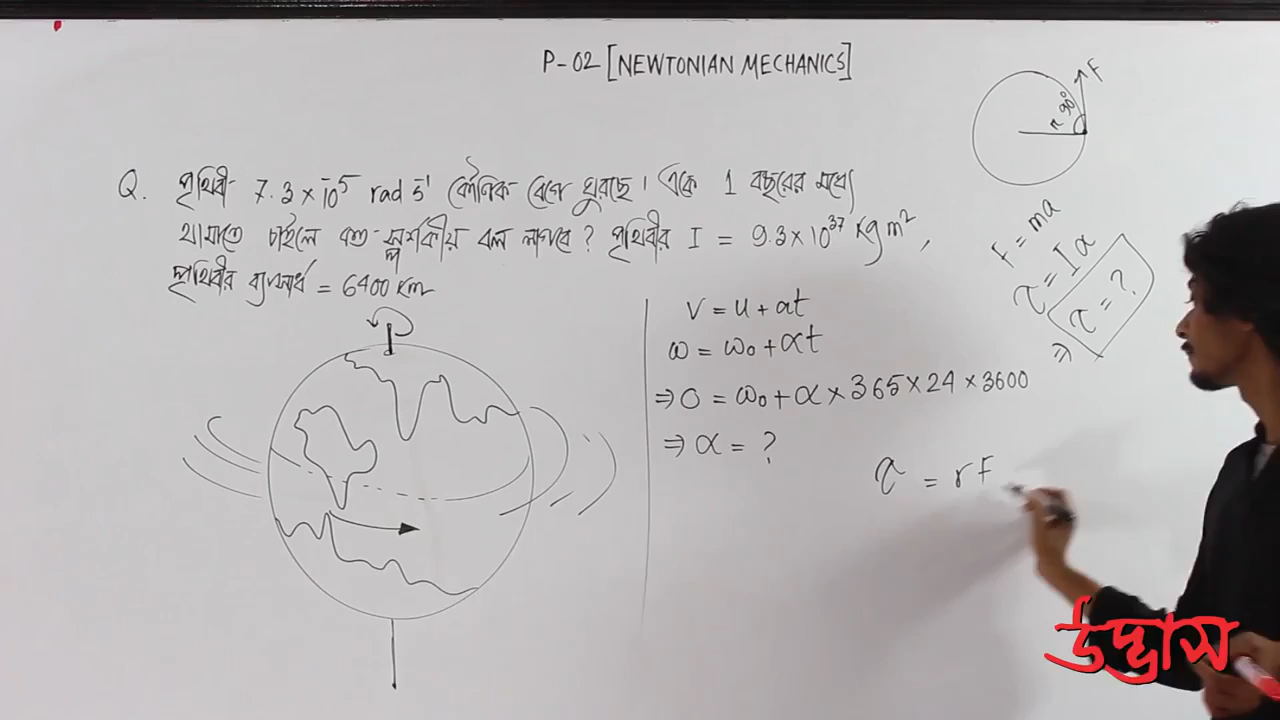 P-02 [NEWTONIAN MECHANICS]
Q. পৃথিবী 7.3×10⁻⁵ rad s⁻¹ কৌণিক বেগে ঘুরছে। একে 1 বছরের মধ্যে
থামাতে চাইলে কত স্পর্শকীয় বল লাগবে? পৃথিবীর I = 9.3×10³⁷ kg m²,
পৃথিবীর ব্যাসার্ধ = 6400 km
F
90°
r
F = ma
τ = Iα
⇒ τ = ?
v = u + at
ω = ω₀ + αt
⇒ 0 = ω₀ + α × 365 × 24 × 3600
⇒ α = ?
τ = rF
উদ্ভাস